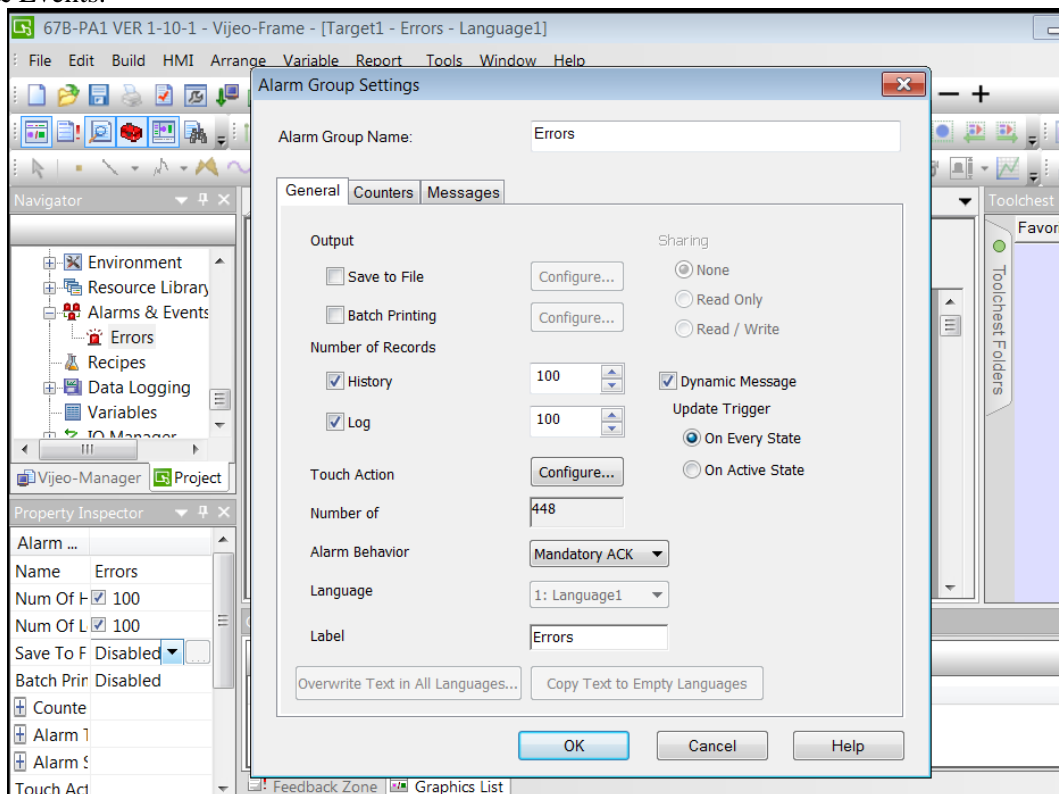 Events.
67B-PA1 VER 1-10-1 - Vijeo-Frame - [Target1 - Errors - Language1]
File Edit Build HMI Arrange Variable Report Tools Window Help
Alarm Group Settings
Alarm Group Name: Errors
General Counters Messages
Navigator
Toolchest
Favor
Toolchest Folders
Environment
Resource Library
Alarms & Events
Errors
Recipes
Data Logging
Variables
IO Manager
Vijeo-Manager Project
Output Sharing
Save to File Configure... None
Read Only
Batch Printing Configure... Read / Write
Number of Records
History 100 Dynamic Message
Update Trigger
Log 100 On Every State
Touch Action Configure... On Active State
Number of 448
Alarm Behavior Mandatory ACK
Language 1: Language1
Label Errors
Overwrite Text in All Languages... Copy Text to Empty Languages
OK Cancel Help
Property Inspector
Alarm ...
Name Errors
Num Of 100
Num Of 100
Save To F Disabled ...
Batch Prin Disabled
Counte
Alarm
Alarm
Touch Act
Feedback Zone Graphics List